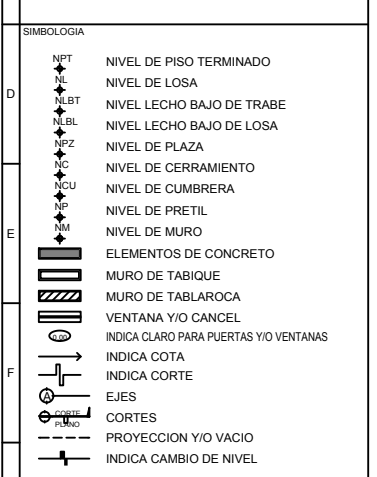 SIMBOLOGIA
NPT NIVEL DE PISO TERMINADO
NL NIVEL DE LOSA
D
NLBT NIVEL LECHO BAJO DE TRABE
NLBL NIVEL LECHO BAJO DE LOSA
NPZ NIVEL DE PLAZA
NC NIVEL DE CERRAMIENTO
NCU NIVEL DE CUMBRERA
NP NIVEL DE PRETIL
E
NM NIVEL DE MURO
ELEMENTOS DE CONCRETO
MURO DE TABIQUE
MURO DE TABLAROCA
VENTANA Y/O CANCEL
0.00 INDICA CLARO PARA PUERTAS Y/O VENTANAS
INDICA COTA
F
INDICA CORTE
A EJES
CORTE
PLANO
CORTES
PROYECCION Y/O VACIO
INDICA CAMBIO DE NIVEL